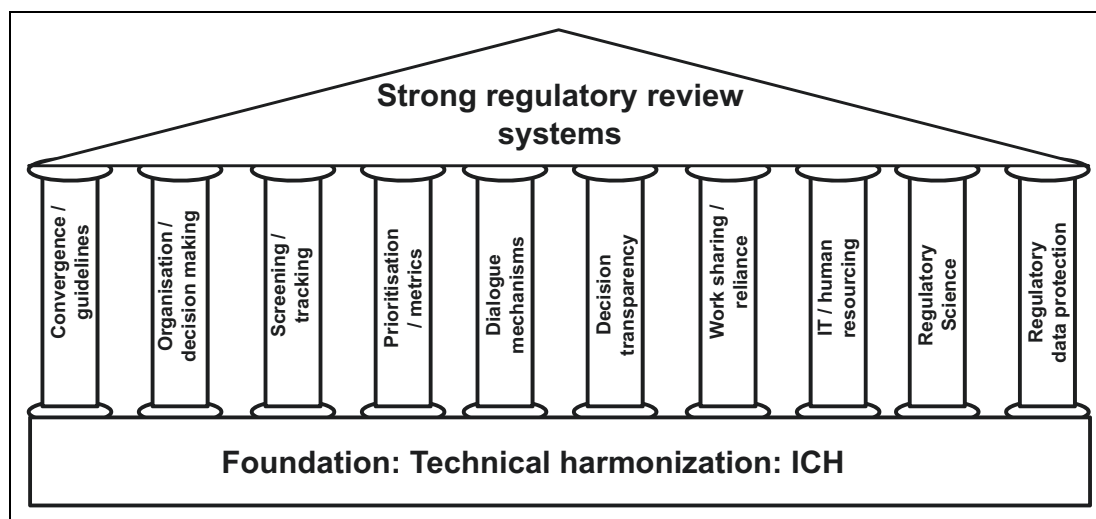 Strong regulatory review
systems
Convergence /
guidelines
Organisation /
decision making
Screening /
tracking
Prioritisation
/ metrics
Dialogue
mechanisms
Decision
transparency
Work sharing /
reliance
IT / human
resourcing
Regulatory
Science
Regulatory
data protection
Foundation: Technical harmonization: ICH